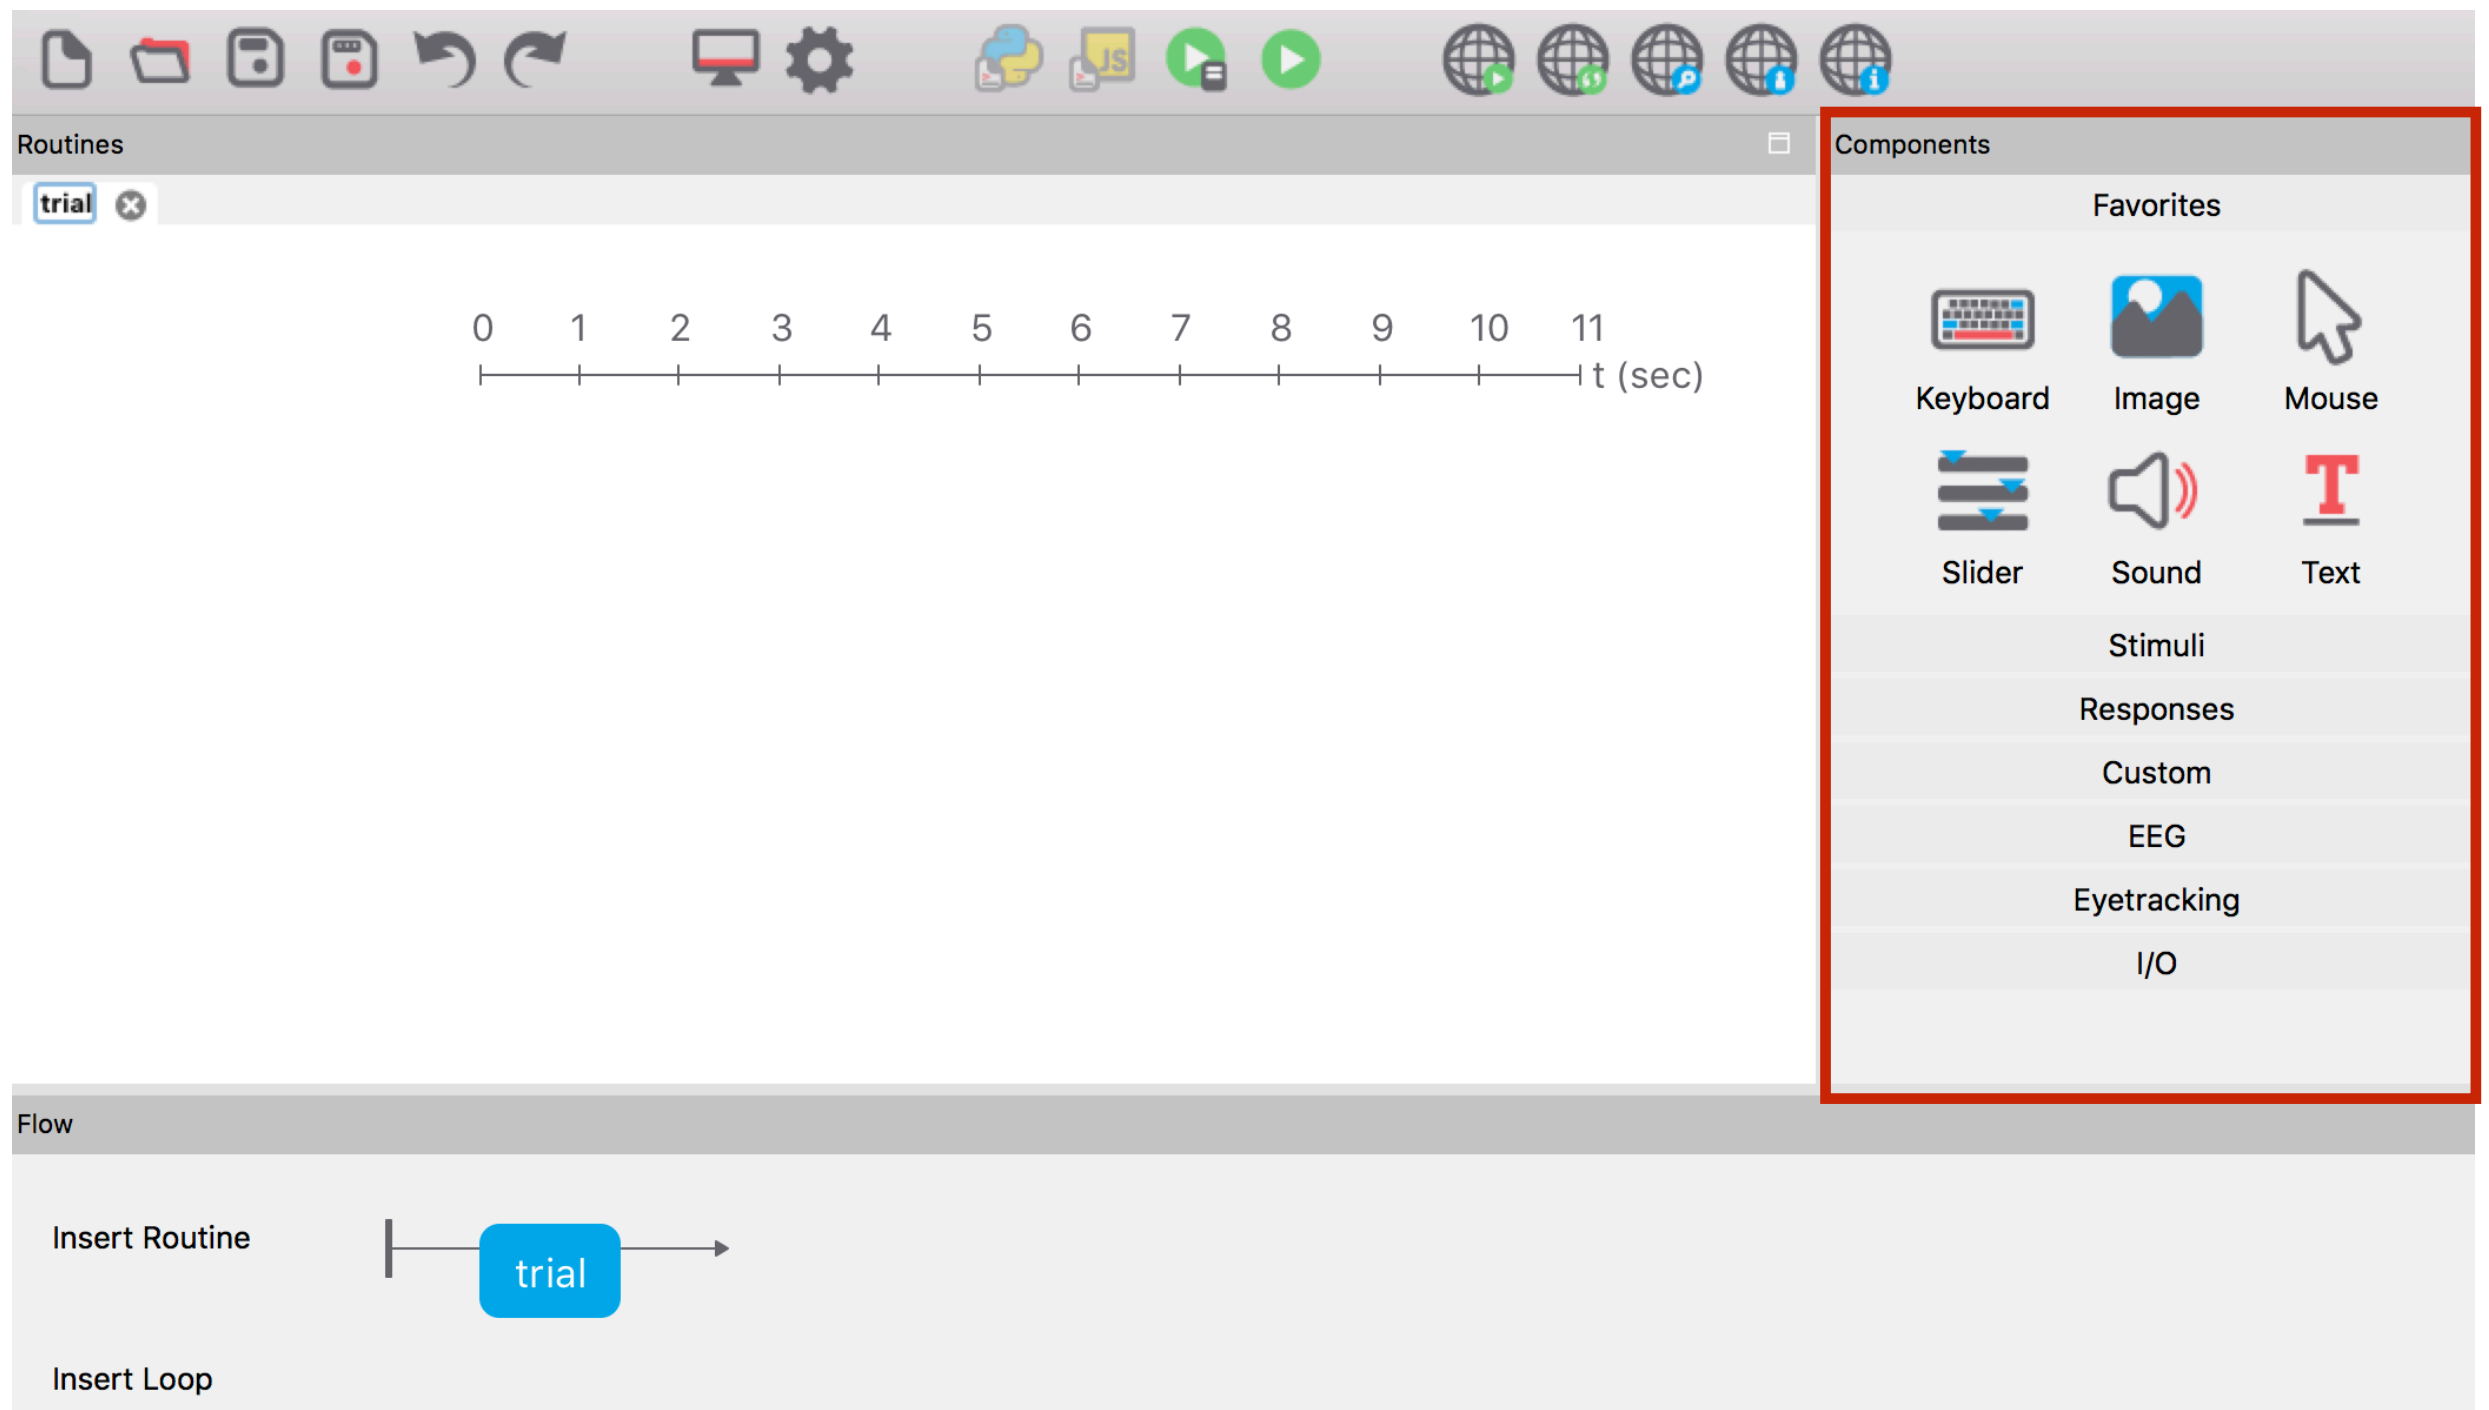 JS
Routines
Components
trial
Favorites
0 1 2 3 4 5 6 7 8 9 10 11
t (sec)
Keyboard Image Mouse
Slider Sound Text
Stimuli
Responses
Custom
EEG
Eyetracking
I/O
Flow
Insert Routine
trial
Insert Loop